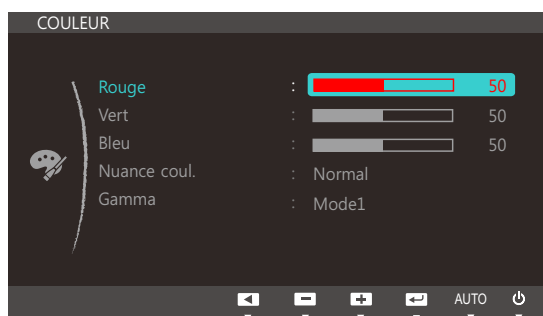 COULEUR
Rouge : 50
Vert : 50
Bleu : 50
Nuance coul. : Normal
Gamma : Mode1
AUTO